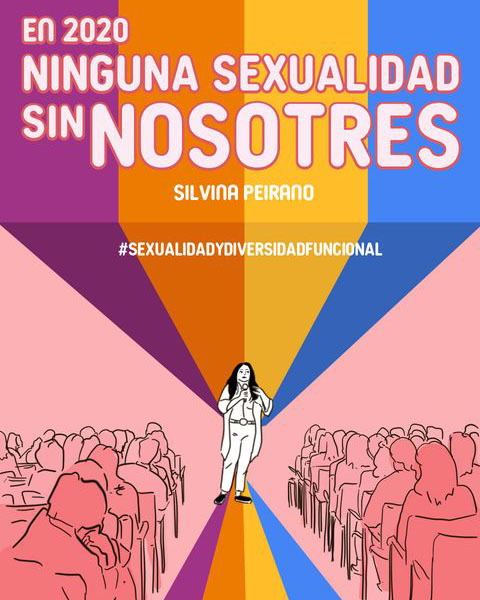 EN 2020
NINGUNA SEXUALIDAD
SIN NOSOTRES
SILVINA PEIRANO
#SEXUALIDADYDIVERSIDADFUNCIONAL